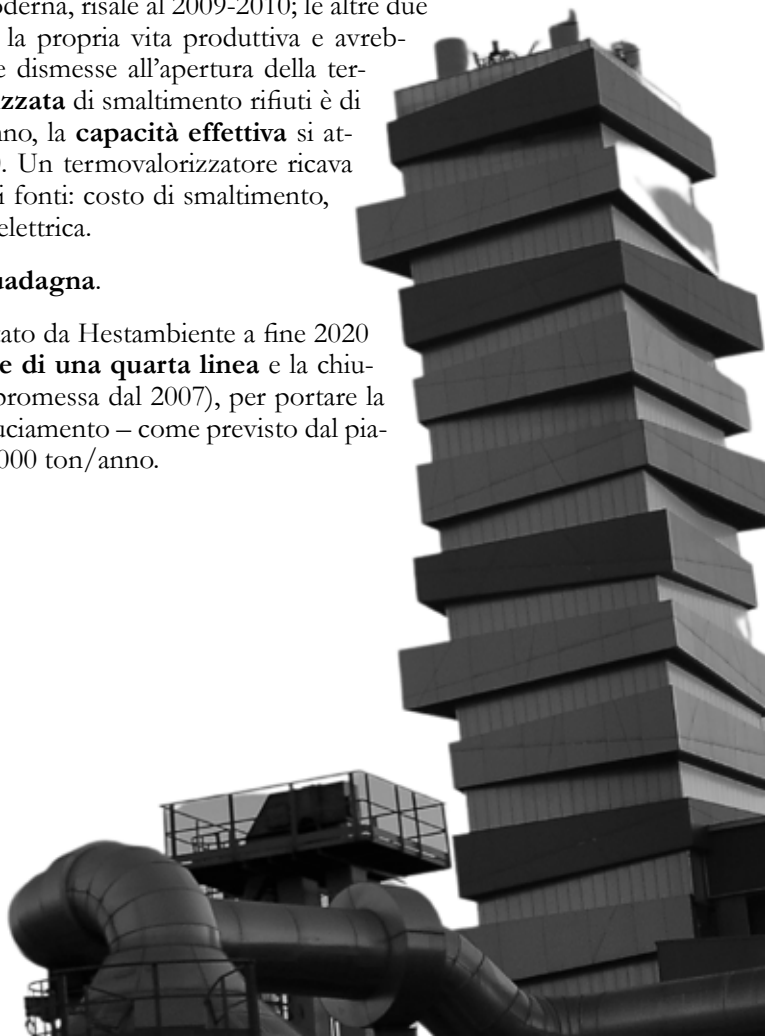 oderna, risale al 2009-2010; le altre due
la propria vita produttiva e avreb-
e dismesse all'apertura della ter-
izzata di smaltimento rifiuti è di
nno, la capacità effettiva si at-
. Un termovalorizzatore ricava
i fonti: costo di smaltimento,
elettrica.
uadagna.
tato da Hestambiente a fine 2020
e di una quarta linea e la chiu-
promessa dal 2007), per portare la
uciamento – come previsto dal pia-
000 ton/anno.